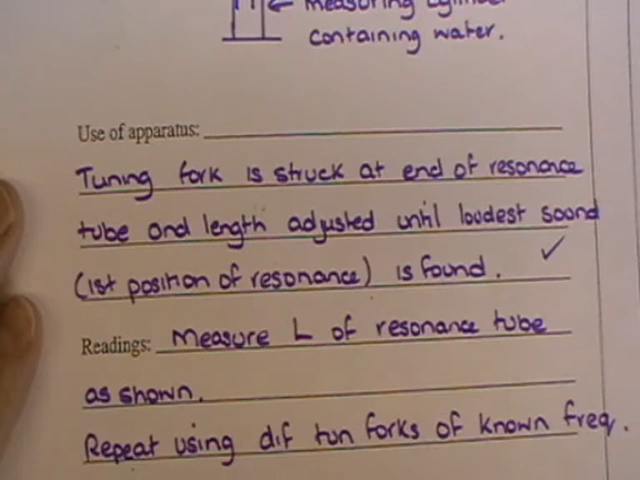 measuring cylinder
containing water.
Use of apparatus:
Tuning fork is struck at end of resonance
tube and length adjusted until loudest sound
(1st position of resonance) is found. ✓
Readings: Measure L of resonance tube
as shown.
Repeat using dif tun forks of known freq.